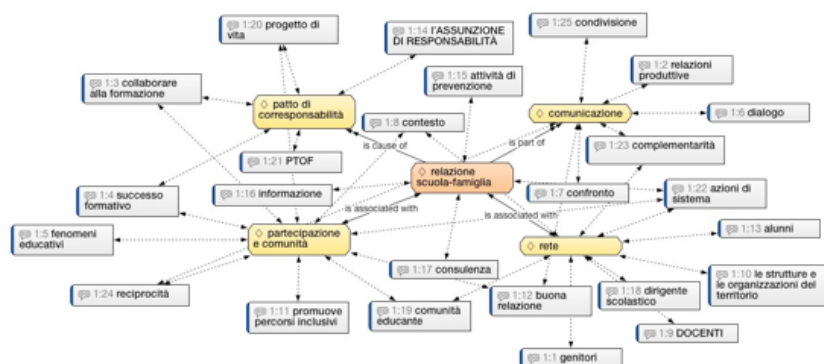 1:20 progetto di
vita
1:14 l'ASSUNZIONE
DI RESPONSABILITÀ
1:25 condivisione
1:3 collaborare
alla formazione
1:15 attività di
prevenzione
1:2 relazioni
produttive
patto di
corresponsabilità
1:8 contesto
comunicazione
1:6 dialogo
is cause of
is part of
1:23 complementarità
1:21 PTOF
relazione
scuola-famiglia
1:4 successo
formativo
1:16 informazione
1:7 confronto
1:22 azioni di
sistema
is associated with
is associated with
1:5 fenomeni
educativi
partecipazione
e comunità
rete
1:13 alunni
1:17 consulenza
1:24 reciprocità
1:11 promuove
percorsi inclusivi
1:19 comunità
educante
1:12 buona
relazione
1:18 dirigente
scolastico
1:10 le strutture e
le organizzazioni del
territorio
1:9 DOCENTI
1:1 genitori